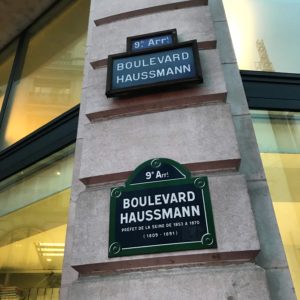 9e Arrt
BOULEVARD
HAUSSMANN
9e Arrt
BOULEVARD
HAUSSMANN
PRÉFET DE LA SEINE DE 1853 A 1870
(1809 - 1891)